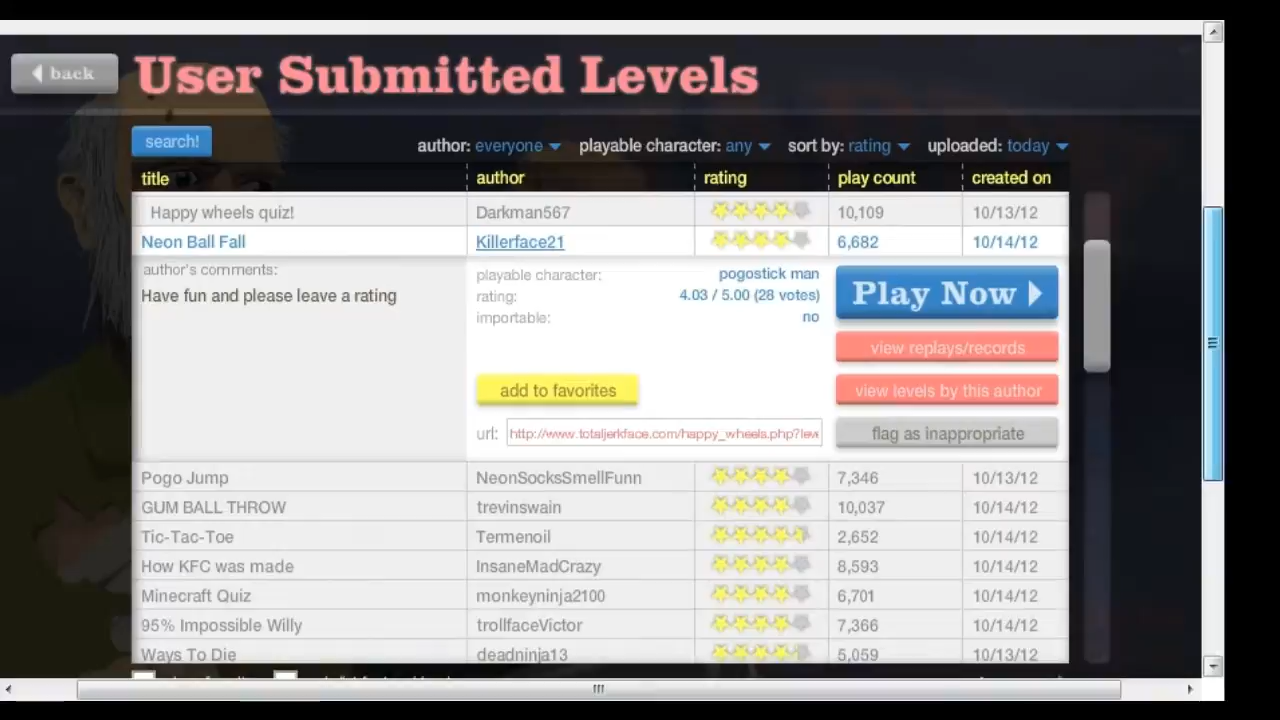 back
User Submitted Levels
search!
author: everyone playable character: any sort by: rating uploaded: today
title author rating play count created on
Happy wheels quiz! Darkman567 10,109 10/13/12
Neon Ball Fall Killerface21 6,682 10/14/12
author's comments:
Have fun and please leave a rating
playable character: pogostick man
rating: 4.03 / 5.00 (28 votes)
importable: no
Play Now
view replays/records
add to favorites
view levels by this author
url: http://www.totaljerkface.com/happy_wheels.php?leve
flag as inappropriate
Pogo Jump NeonSocksSmellFunn 7,346 10/13/12
GUM BALL THROW trevinswain 10,037 10/14/12
Tic-Tac-Toe Termenoil 2,652 10/14/12
How KFC was made InsaneMadCrazy 8,593 10/14/12
Minecraft Quiz monkeyninja2100 6,701 10/14/12
95% Impossible Willy trollfaceVictor 7,366 10/14/12
Ways To Die deadninja13 5,059 10/13/12